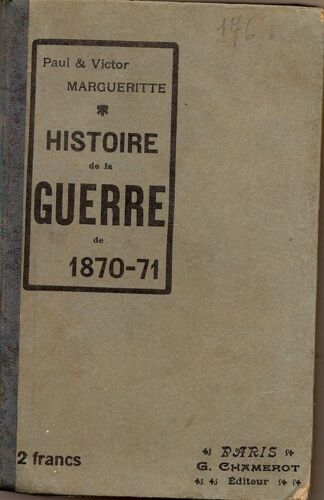 176
Paul & Victor
MARGUERITTE
HISTOIRE
de la
GUERRE
de
1870-71
2 francs
PARIS
G. CHAMEROT
Éditeur